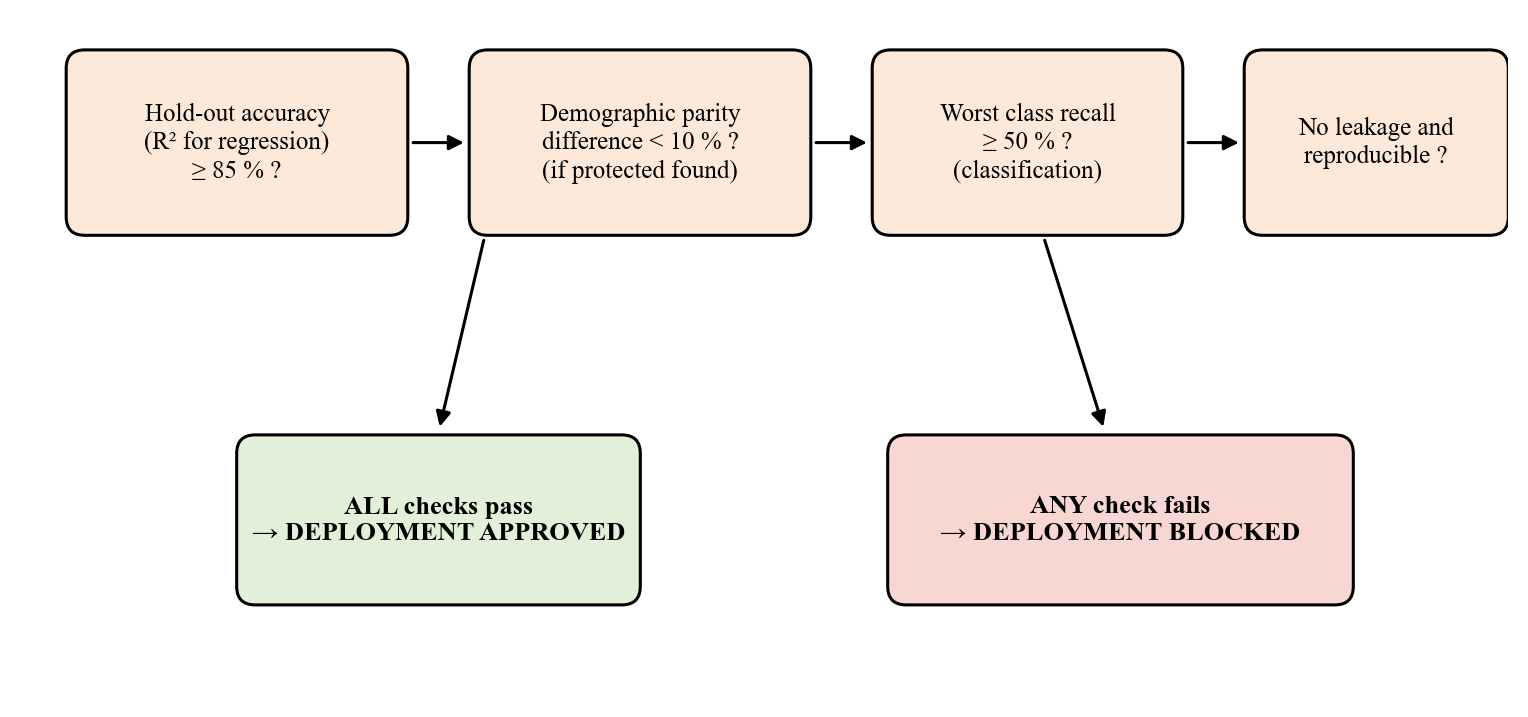 Hold-out accuracy
(R² for regression)
≥ 85 % ?
Demographic parity
difference < 10 % ?
(if protected found)
Worst class recall
≥ 50 % ?
(classification)
No leakage and
reproducible ?
ALL checks pass
→ DEPLOYMENT APPROVED
ANY check fails
→ DEPLOYMENT BLOCKED